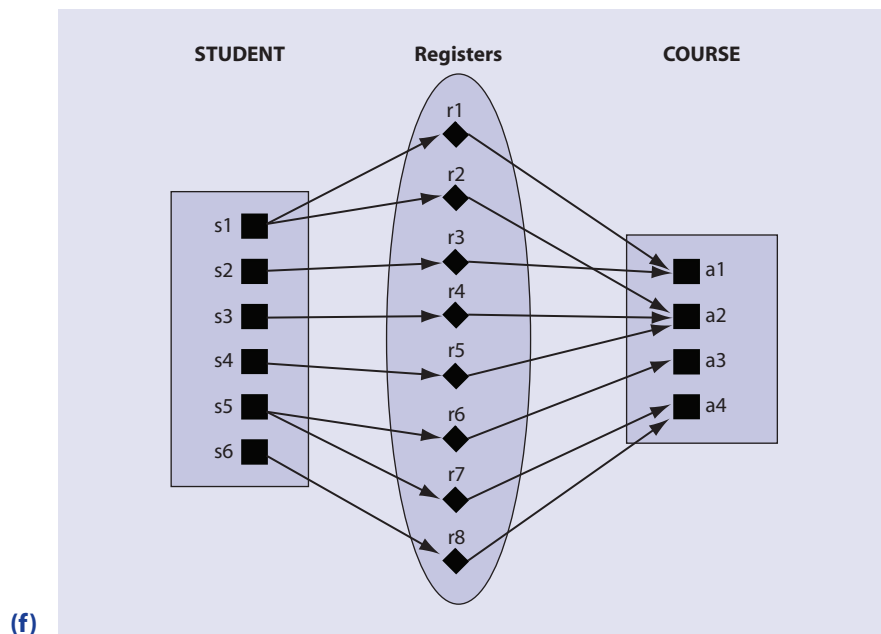 STUDENT Registers COURSE
r1
r2
s1
r3
s2 a1
r4
s3 a2
r5
s4 a3
r6
s5 a4
s6
r7
r8
(f)